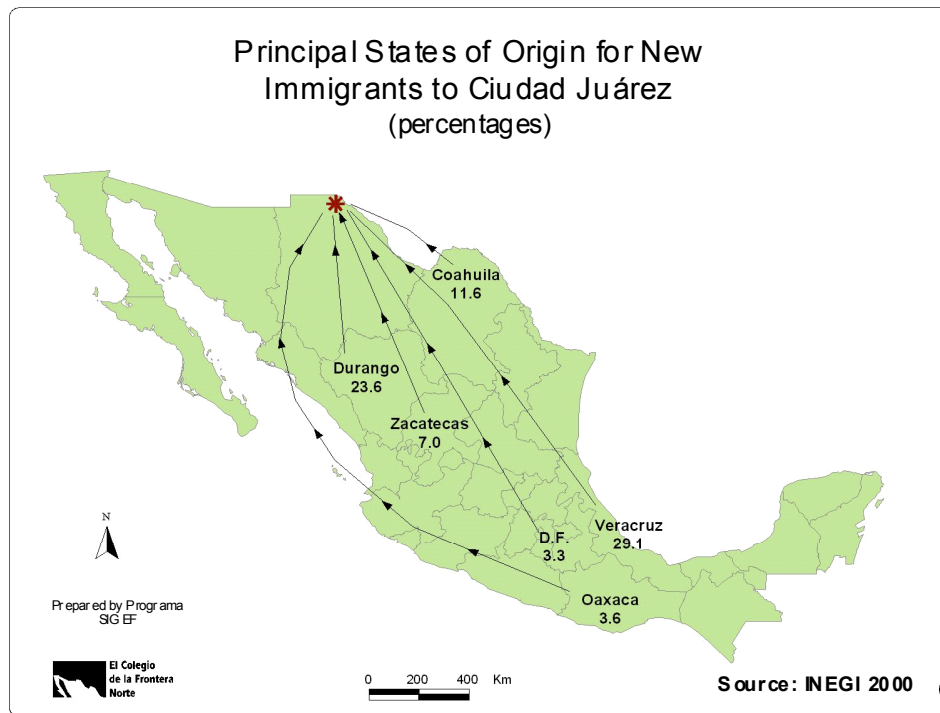 Principal States of Origin for New
Immigrants to Ciudad Juárez
(percentages)
Coahuila
11.6
Durango
23.6
Zacatecas
7.0
D.F.
3.3
Veracruz
29.1
Oaxaca
3.6
N
Prepared by Programa
SIGEF
El Colegio
de la Frontera
Norte
0 200 400 Km
Source: INEGI 2000